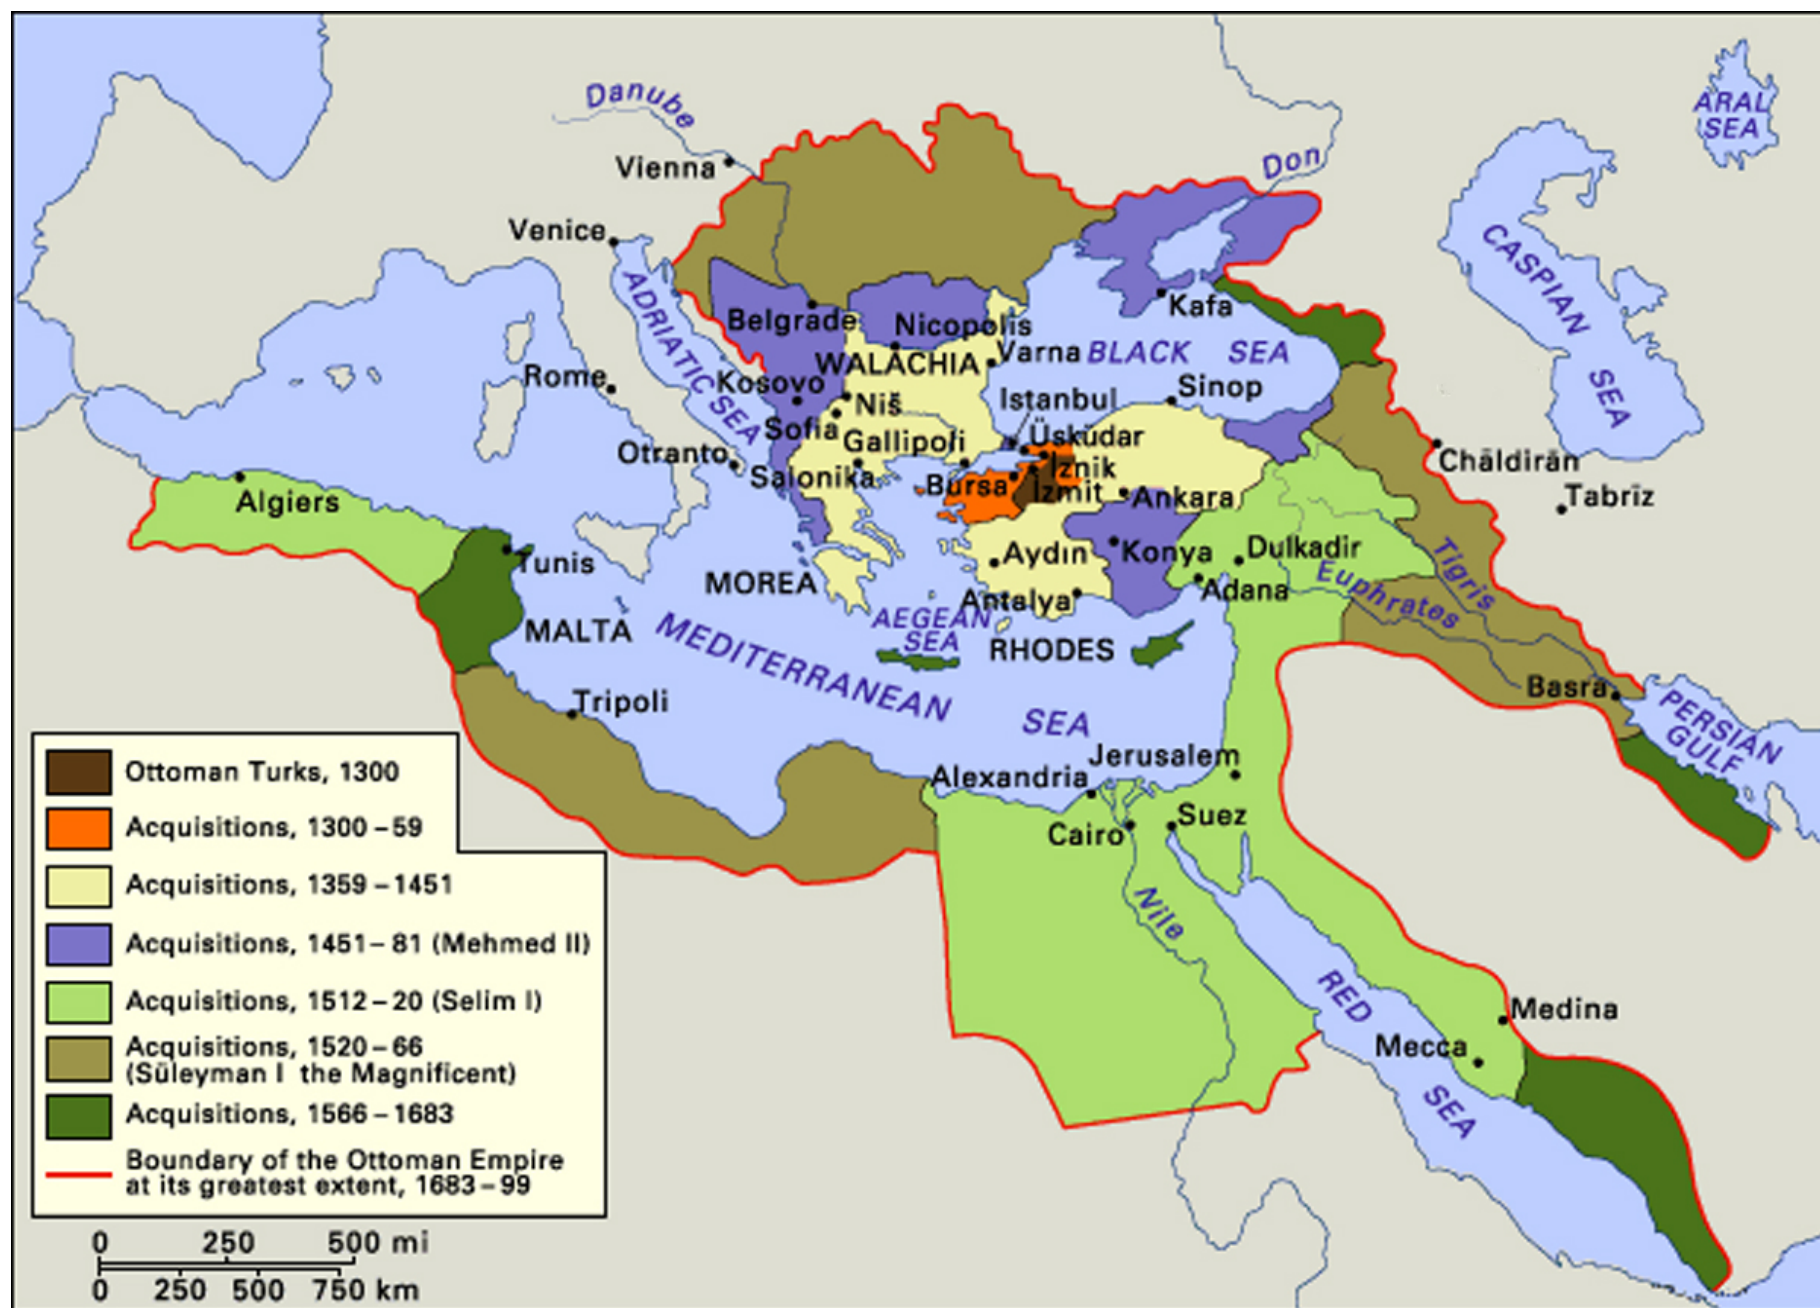 ARAL
SEA
Danube
Don
Vienna
Venice
CASPIAN
SEA
ADRIATIC SEA
Belgrade
Nicopolis
Kafa
WALACHIA
Varna
BLACK SEA
Rome
Kosovo
Sinop
Niš
Istanbul
Sofia
Gallipoli
Üsküdar
Otranto
Salonika
Bursa
İznik
İzmit
Ankara
Chāldirān
Tabrīz
Algiers
Tunis
Aydın
Konya
Dulkadir
MOREA
Antalya
Adana
Euphrates
Tigris
MALTA
AEGEAN
SEA
RHODES
MEDITERRANEAN
SEA
Basra
PERSIAN
GULF
Tripoli
Jerusalem
Alexandria
Cairo
Suez
Nile
RED
SEA
Medina
Mecca
Ottoman Turks, 1300
Acquisitions, 1300–59
Acquisitions, 1359–1451
Acquisitions, 1451–81 (Mehmed II)
Acquisitions, 1512–20 (Selim I)
Acquisitions, 1520–66
(Süleyman I the Magnificent)
Acquisitions, 1566–1683
Boundary of the Ottoman Empire
at its greatest extent, 1683–99
0 250 500 mi
0 250 500 750 km